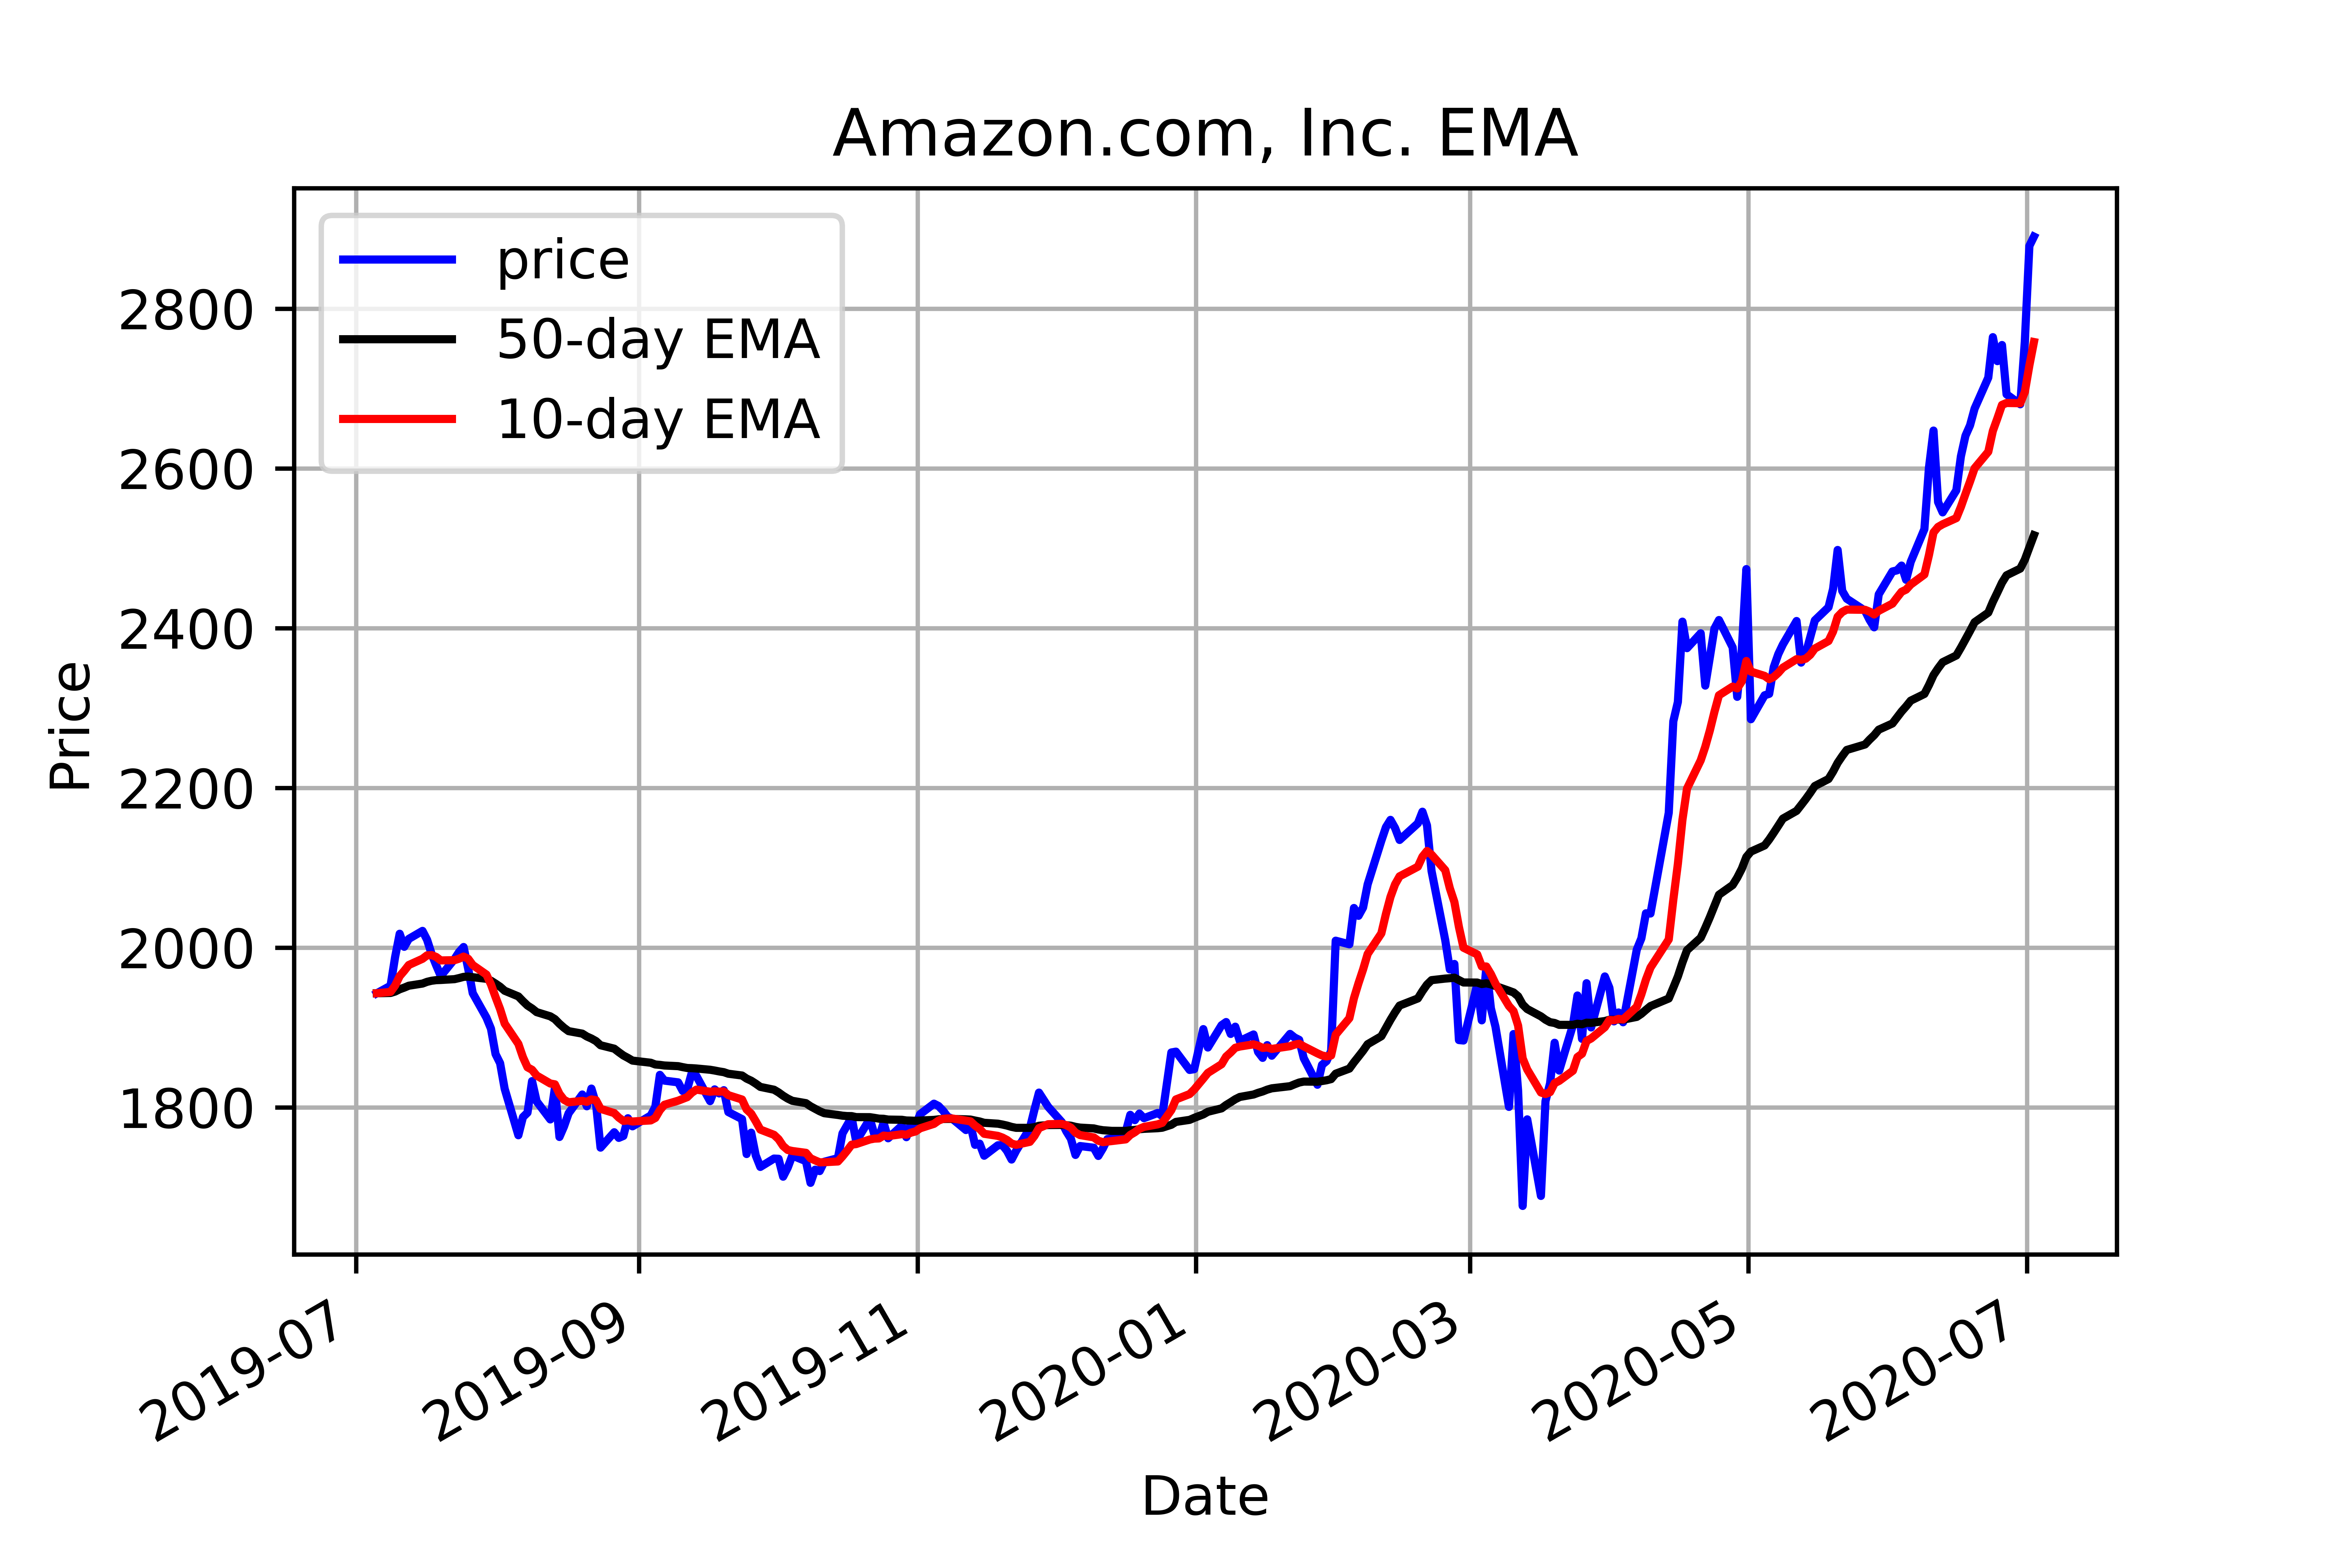 Amazon.com, Inc. EMA
price
50-day EMA
10-day EMA
Price
2800
2600
2400
2200
2000
1800
2019-07
2019-09
2019-11
2020-01
2020-03
2020-05
2020-07
Date